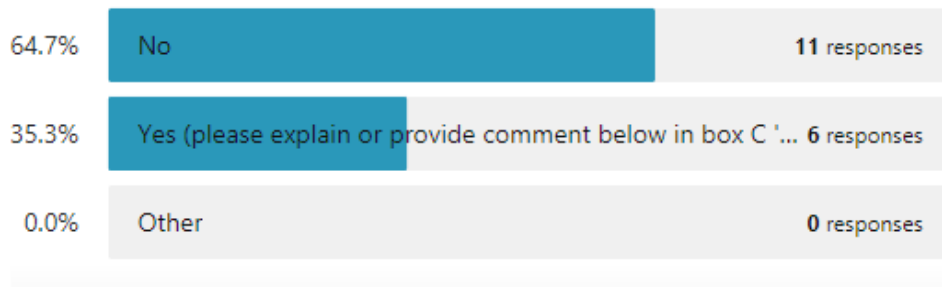 64.7% No 11 responses
35.3% Yes (please explain or provide comment below in box C '... 6 responses
0.0% Other 0 responses